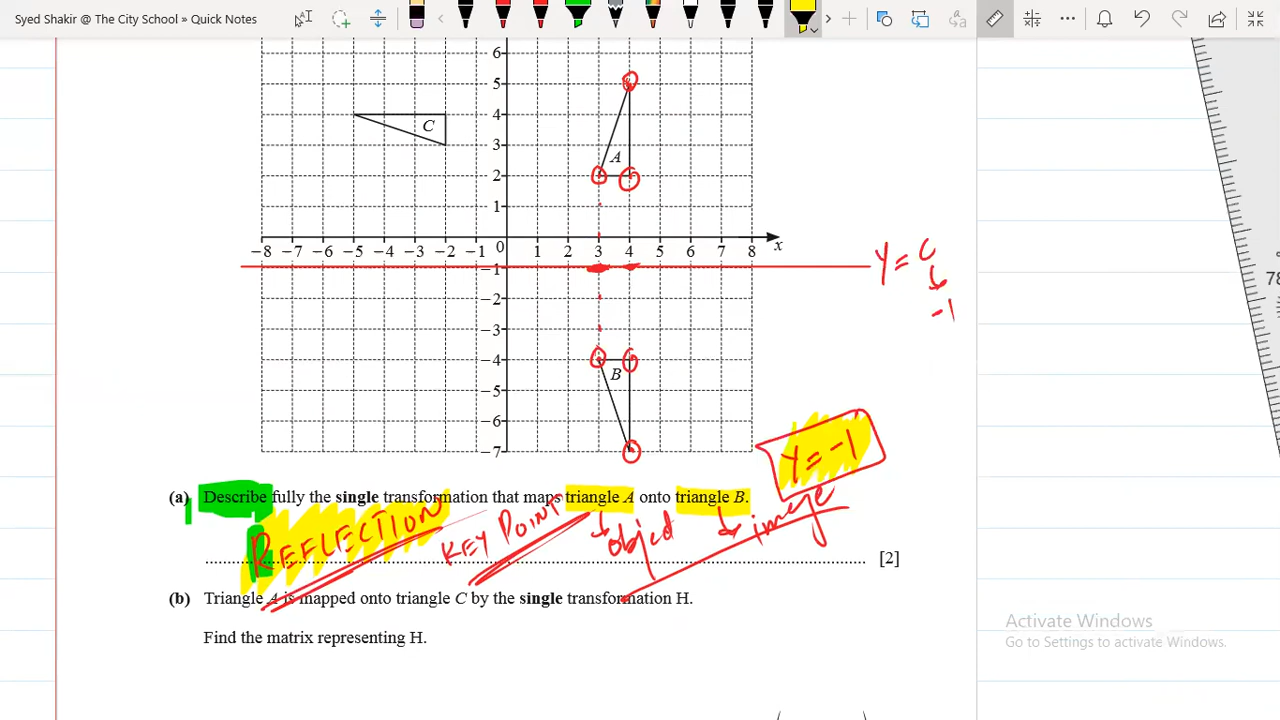 Syed Shakir @ The City School » Quick Notes
6
5
C 4
3
A
2
1
-8 -7 -6 -5 -4 -3 -2 -1 0 1 2 3 4 5 6 7 8 x
-1
Y = C
-1
-2
-3
-4
B
-5
-6
-7
Y = -1
(a) Describe fully the single transformation that maps triangle A onto triangle B.
REFLECTION KEY POINT object image
[2]
(b) Triangle A is mapped onto triangle C by the single transformation H.
Find the matrix representing H.
78
Activate Windows
Go to Settings to activate Windows.